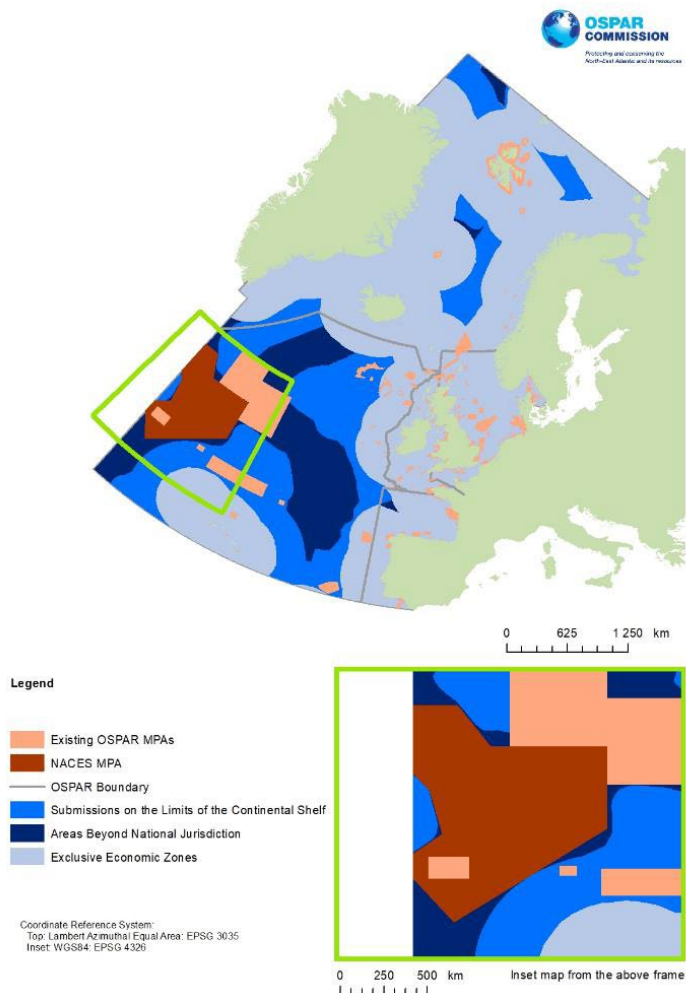 OSPAR
COMMISSION
Protecting and conserving the
North-East Atlantic and its resources
0 625 1 250 km
Legend
Existing OSPAR MPAs
NACES MPA
OSPAR Boundary
Submissions on the Limits of the Continental Shelf
Areas Beyond National Jurisdiction
Exclusive Economic Zones
Coordinate Reference System:
Top: Lambert Azimuthal Equal Area: EPSG 3035
Inset: WGS84: EPSG 4326
0 250 500 km
Inset map from the above frame